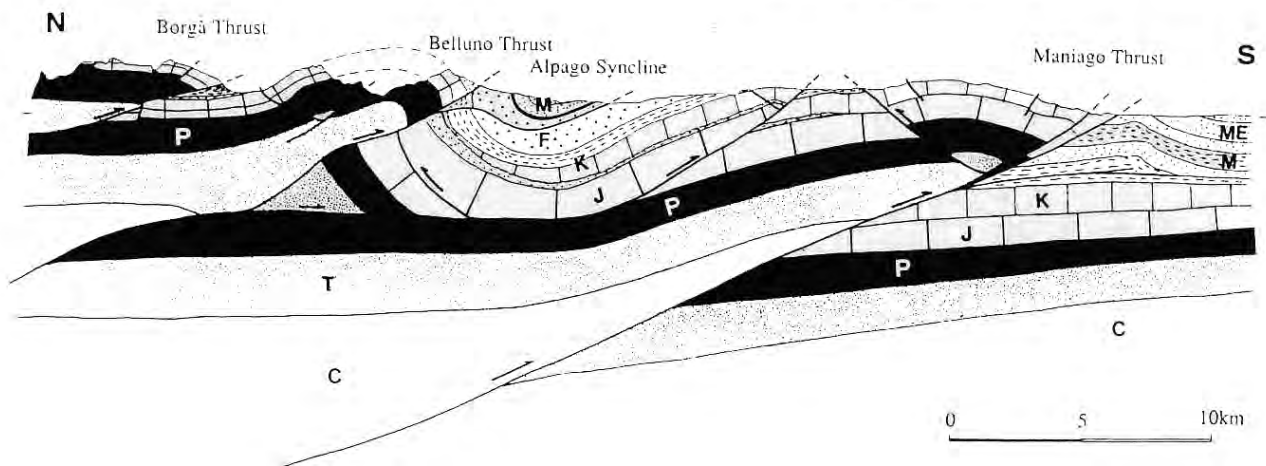 N
Borgà Thrust
Belluno Thrust
Alpago Syncline
Maniago Thrust
S
M
F
K
J
P
P
T
C
ME
M
K
J
P
C
0 5 10km